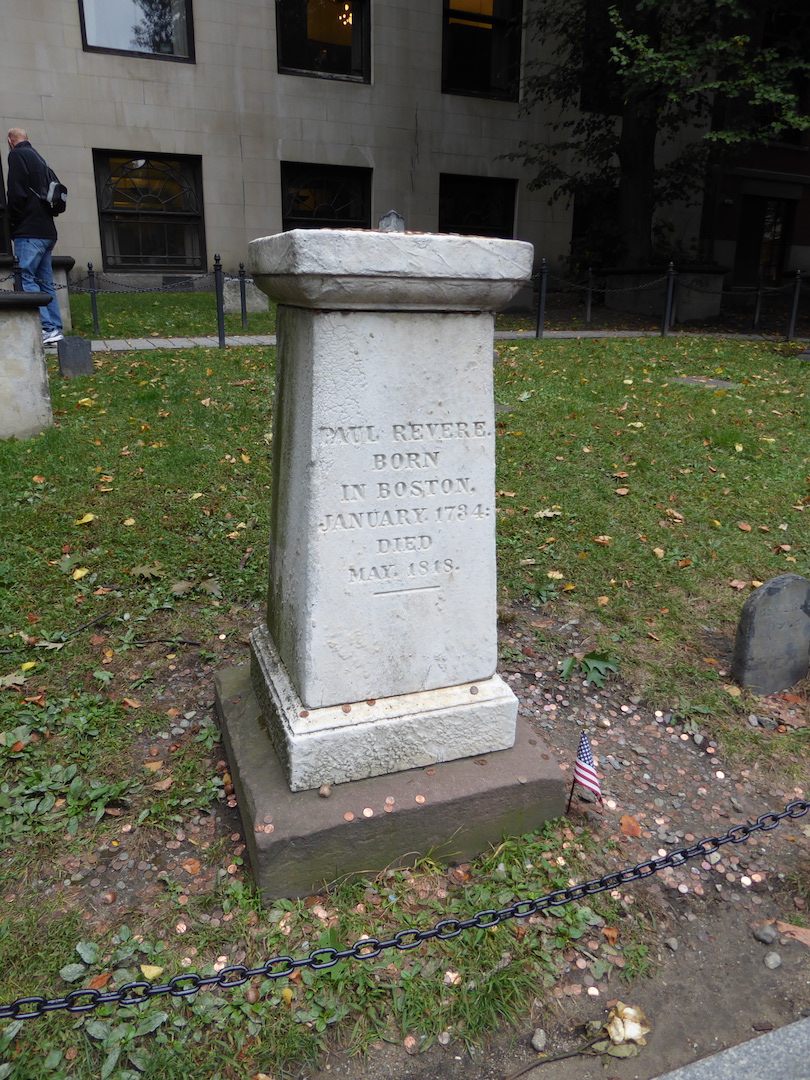 PAUL REVERE.
BORN
IN BOSTON.
JANUARY. 1734:
DIED
MAY. 1818.